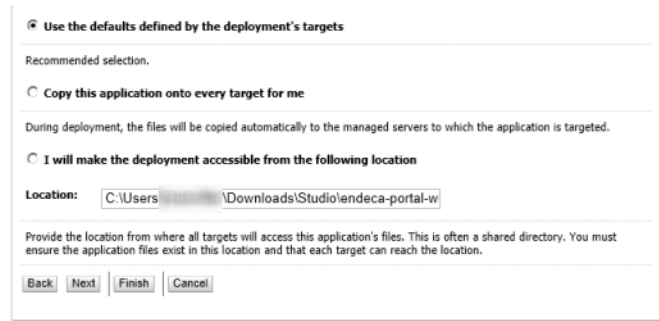 Use the defaults defined by the deployment's targets
Recommended selection.
Copy this application onto every target for me
During deployment, the files will be copied automatically to the managed servers to which the application is targeted.
I will make the deployment accessible from the following location
Location: C:\Users \Downloads\Studio\endeca-portal-w
Provide the location from where all targets will access this application's files. This is often a shared directory. You must
ensure the application files exist in this location and that each target can reach the location.
Back Next Finish Cancel